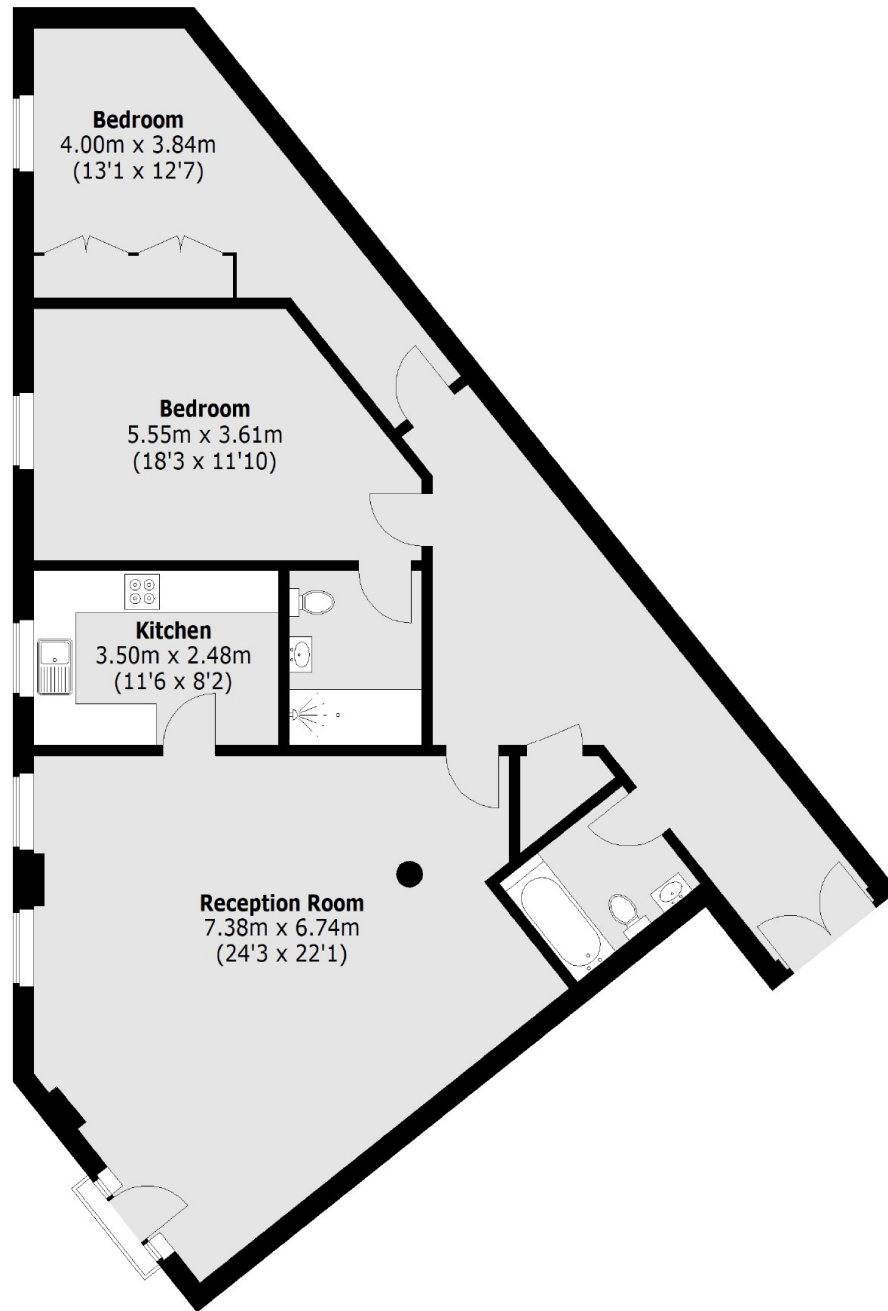 Bedroom
4.00m x 3.84m
(13'1 x 12'7)
Bedroom
5.55m x 3.61m
(18'3 x 11'10)
Kitchen
3.50m x 2.48m
(11'6 x 8'2)
Reception Room
7.38m x 6.74m
(24'3 x 22'1)